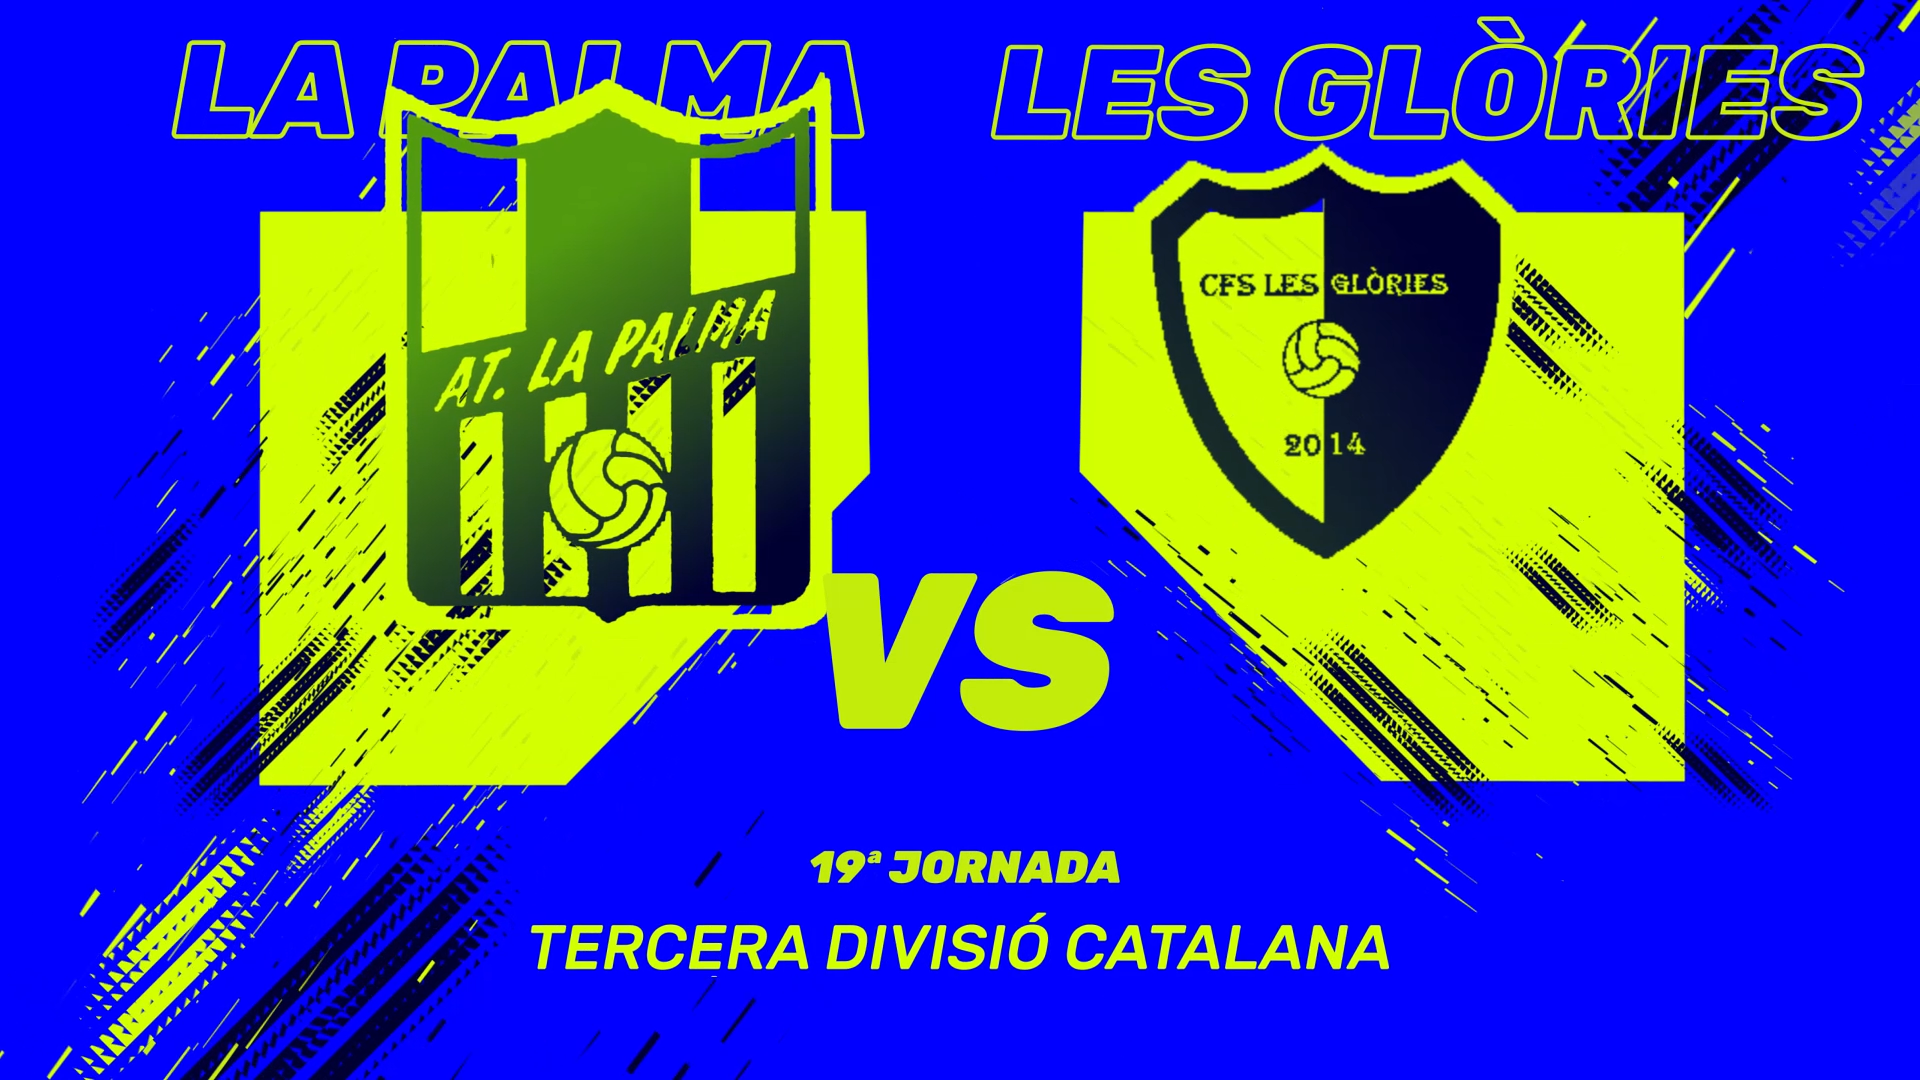 LA PALMA
LES GLÒRIES
AT. LA PALMA
CFS LES GLÒRIES
2014
VS
19ª JORNADA
TERCERA DIVISIÓ CATALANA